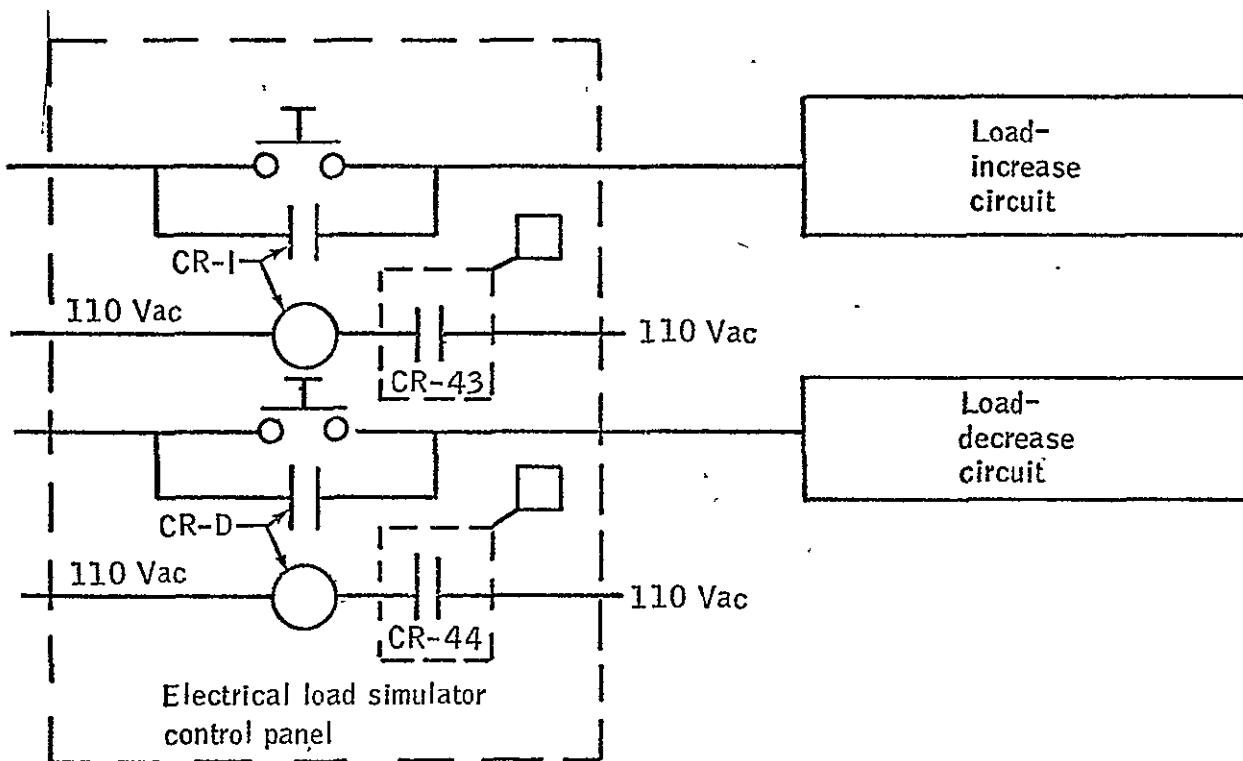 Load-
increase
circuit
CR-I
110 Vac
110 Vac
CR-43
Load-
decrease
circuit
CR-D
110 Vac
110 Vac
CR-44
Electrical load simulator
control panel